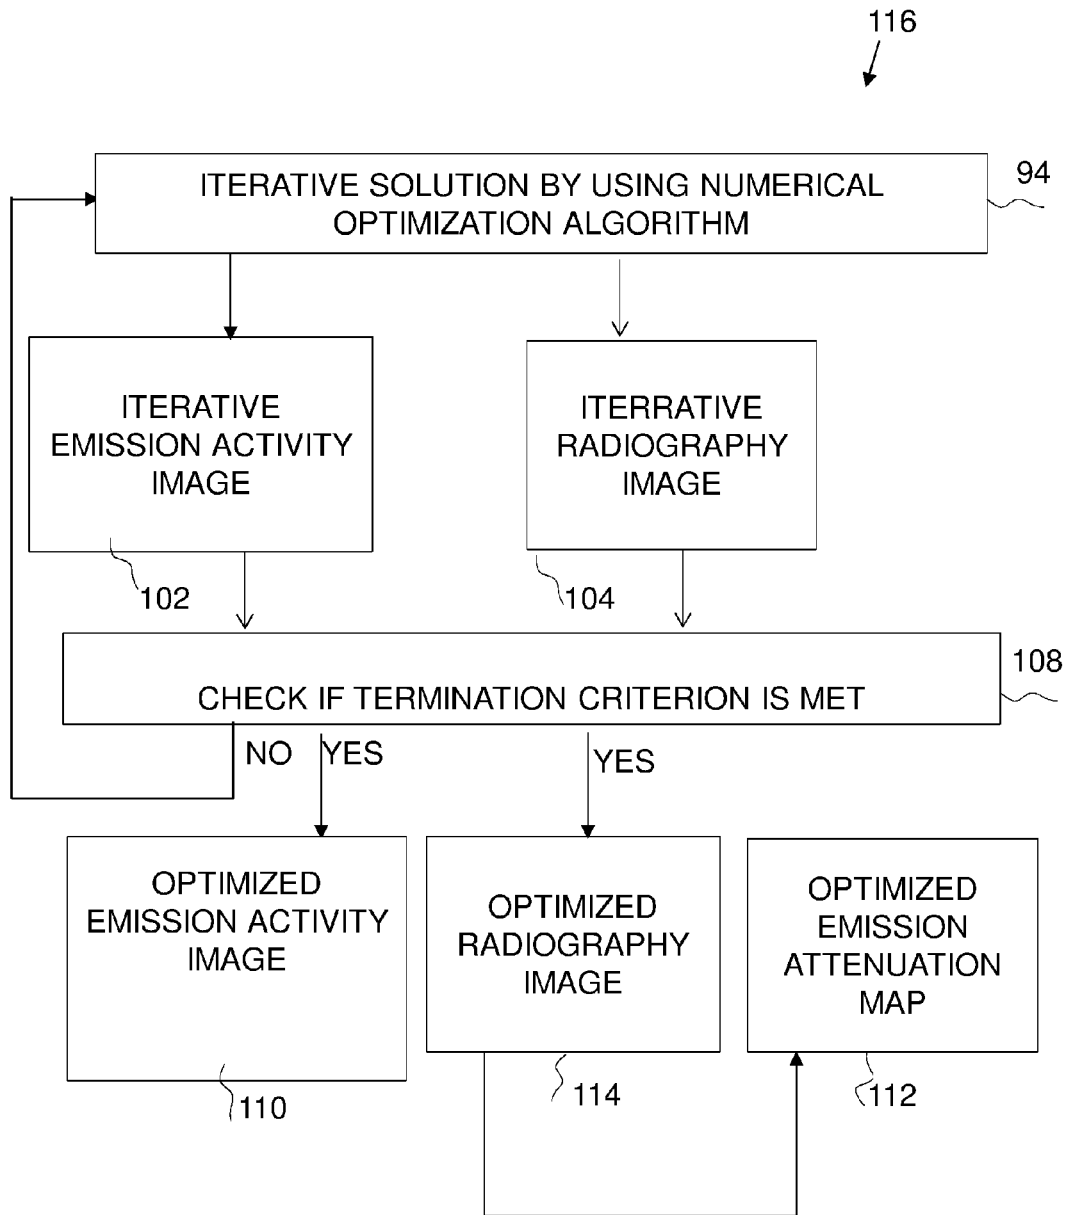 116
ITERATIVE SOLUTION BY USING NUMERICAL
OPTIMIZATION ALGORITHM
94
ITERATIVE
EMISSION ACTIVITY
IMAGE
102
ITERRATIVE
RADIOGRAPHY
IMAGE
104
CHECK IF TERMINATION CRITERION IS MET
108
NO
YES
YES
OPTIMIZED
EMISSION ACTIVITY
IMAGE
110
OPTIMIZED
RADIOGRAPHY
IMAGE
114
OPTIMIZED
EMISSION
ATTENUATION
MAP
112